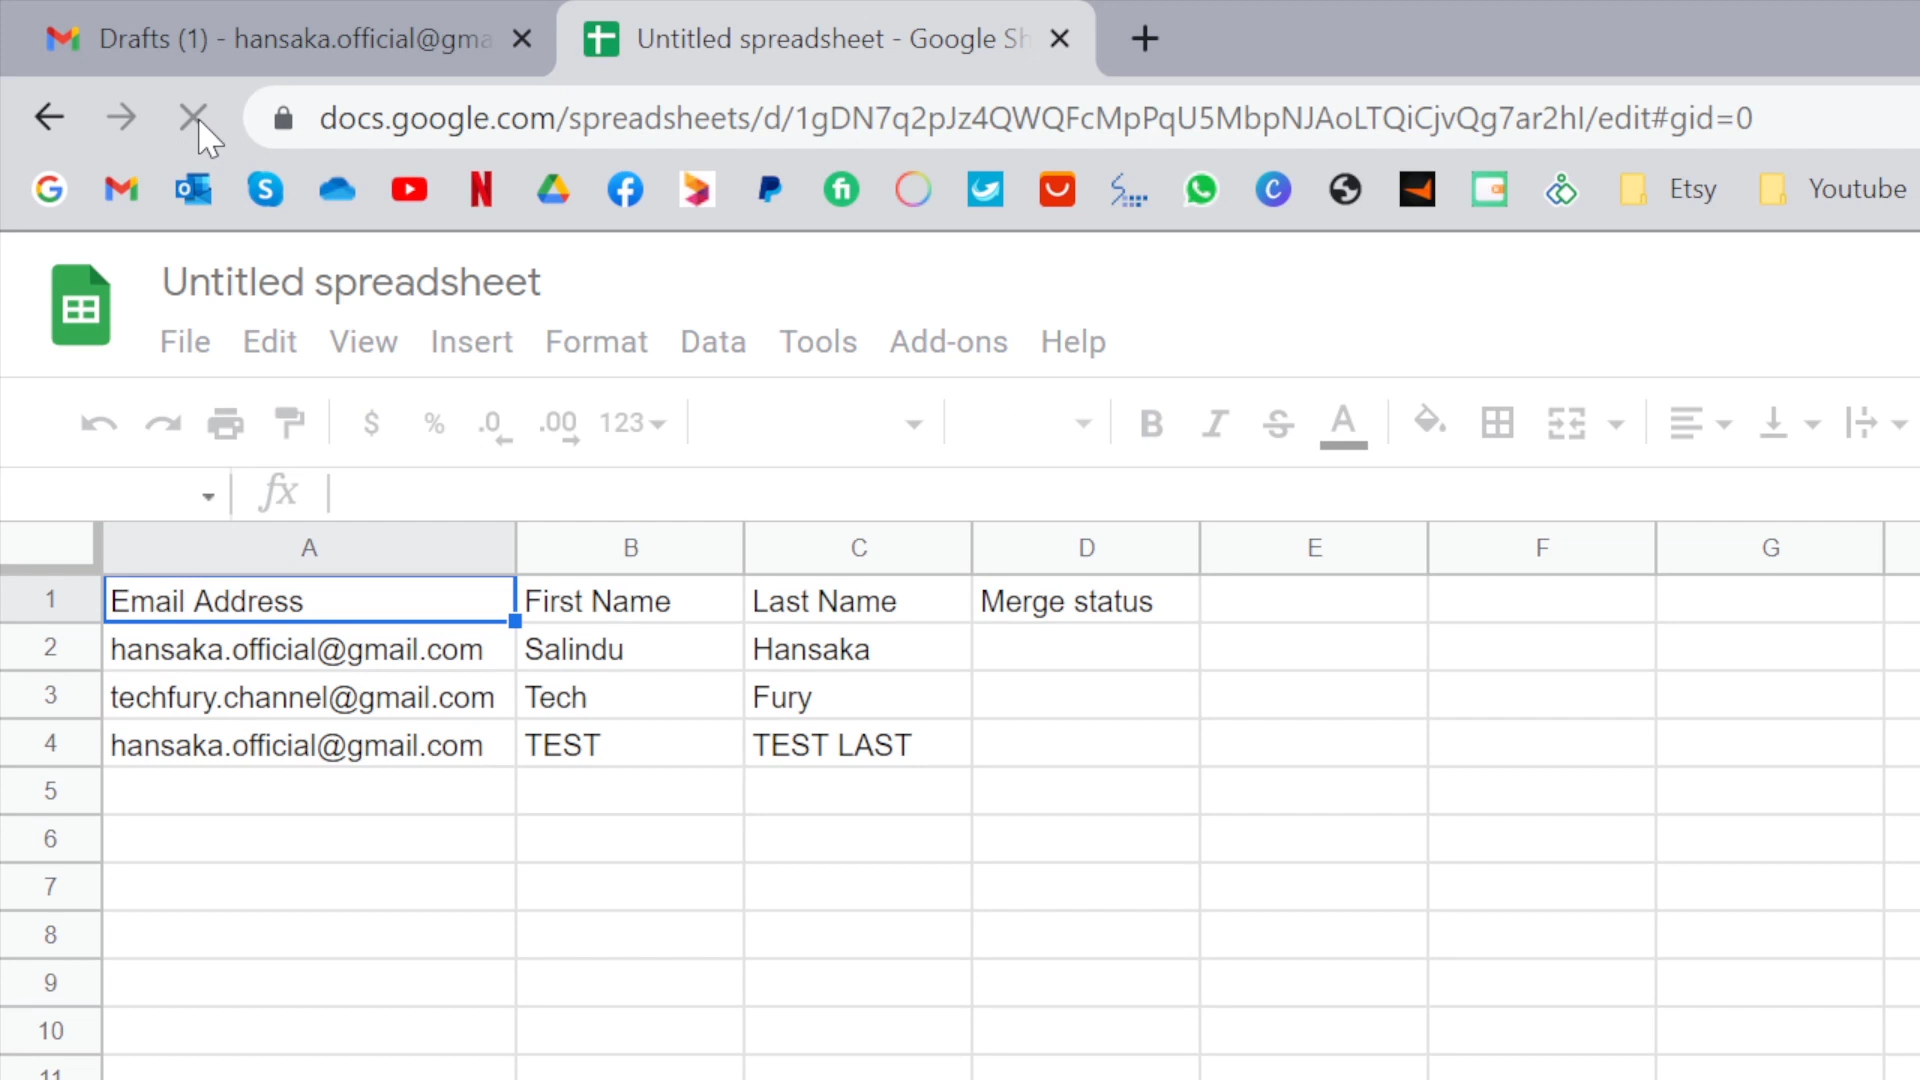 Drafts (1) - hansaka.official@gma
Untitled spreadsheet - Google Sh
docs.google.com/spreadsheets/d/1gDN7q2pJz4QWQFcMpPqU5MbpNJAoLTQiCjvQg7ar2hI/edit#gid=0
Etsy Youtube
Untitled spreadsheet
File Edit View Insert Format Data Tools Add-ons Help
$ % .0 .00 123 B I S A
fx
A B C D E F G
1 Email Address First Name Last Name Merge status
2 hansaka.official@gmail.com Salindu Hansaka
3 techfury.channel@gmail.com Tech Fury
4 hansaka.official@gmail.com TEST TEST LAST
5
6
7
8
9
10
11